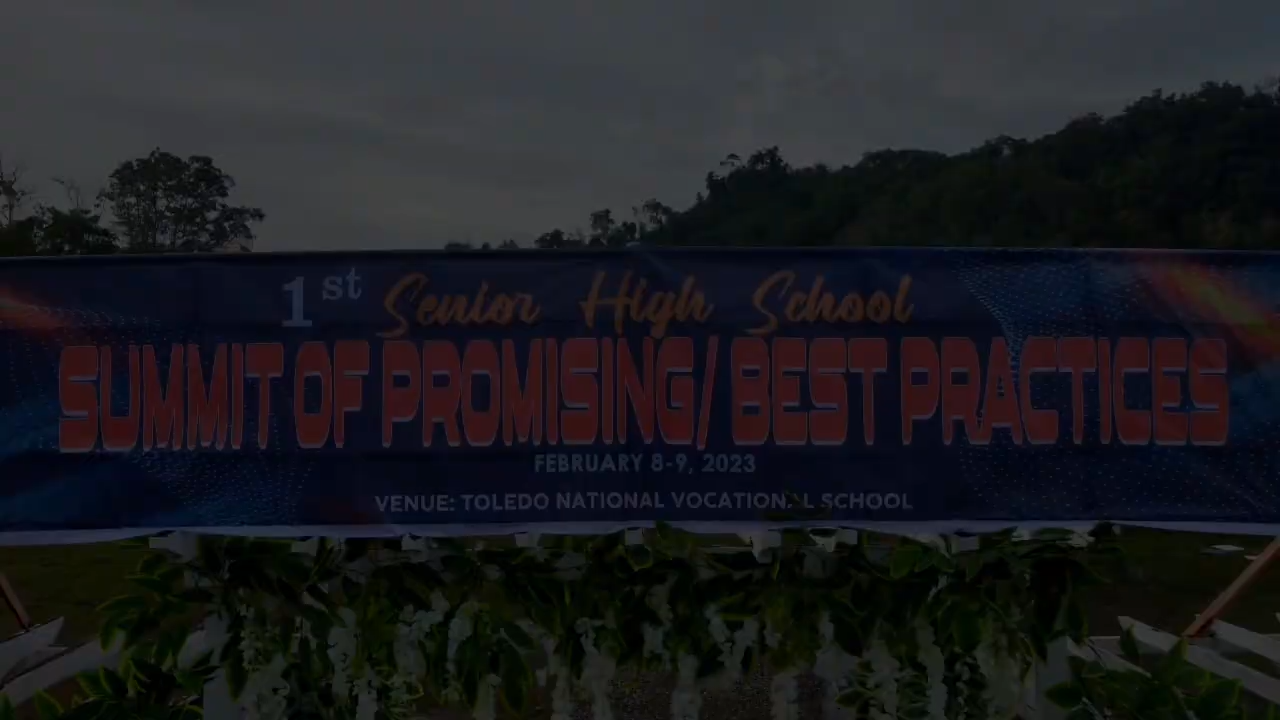 1st Senior High School
SUMMIT OF PROMISING/ BEST PRACTICES
FEBRUARY 8-9, 2023
VENUE: TOLEDO NATIONAL VOCATIONAL SCHOOL